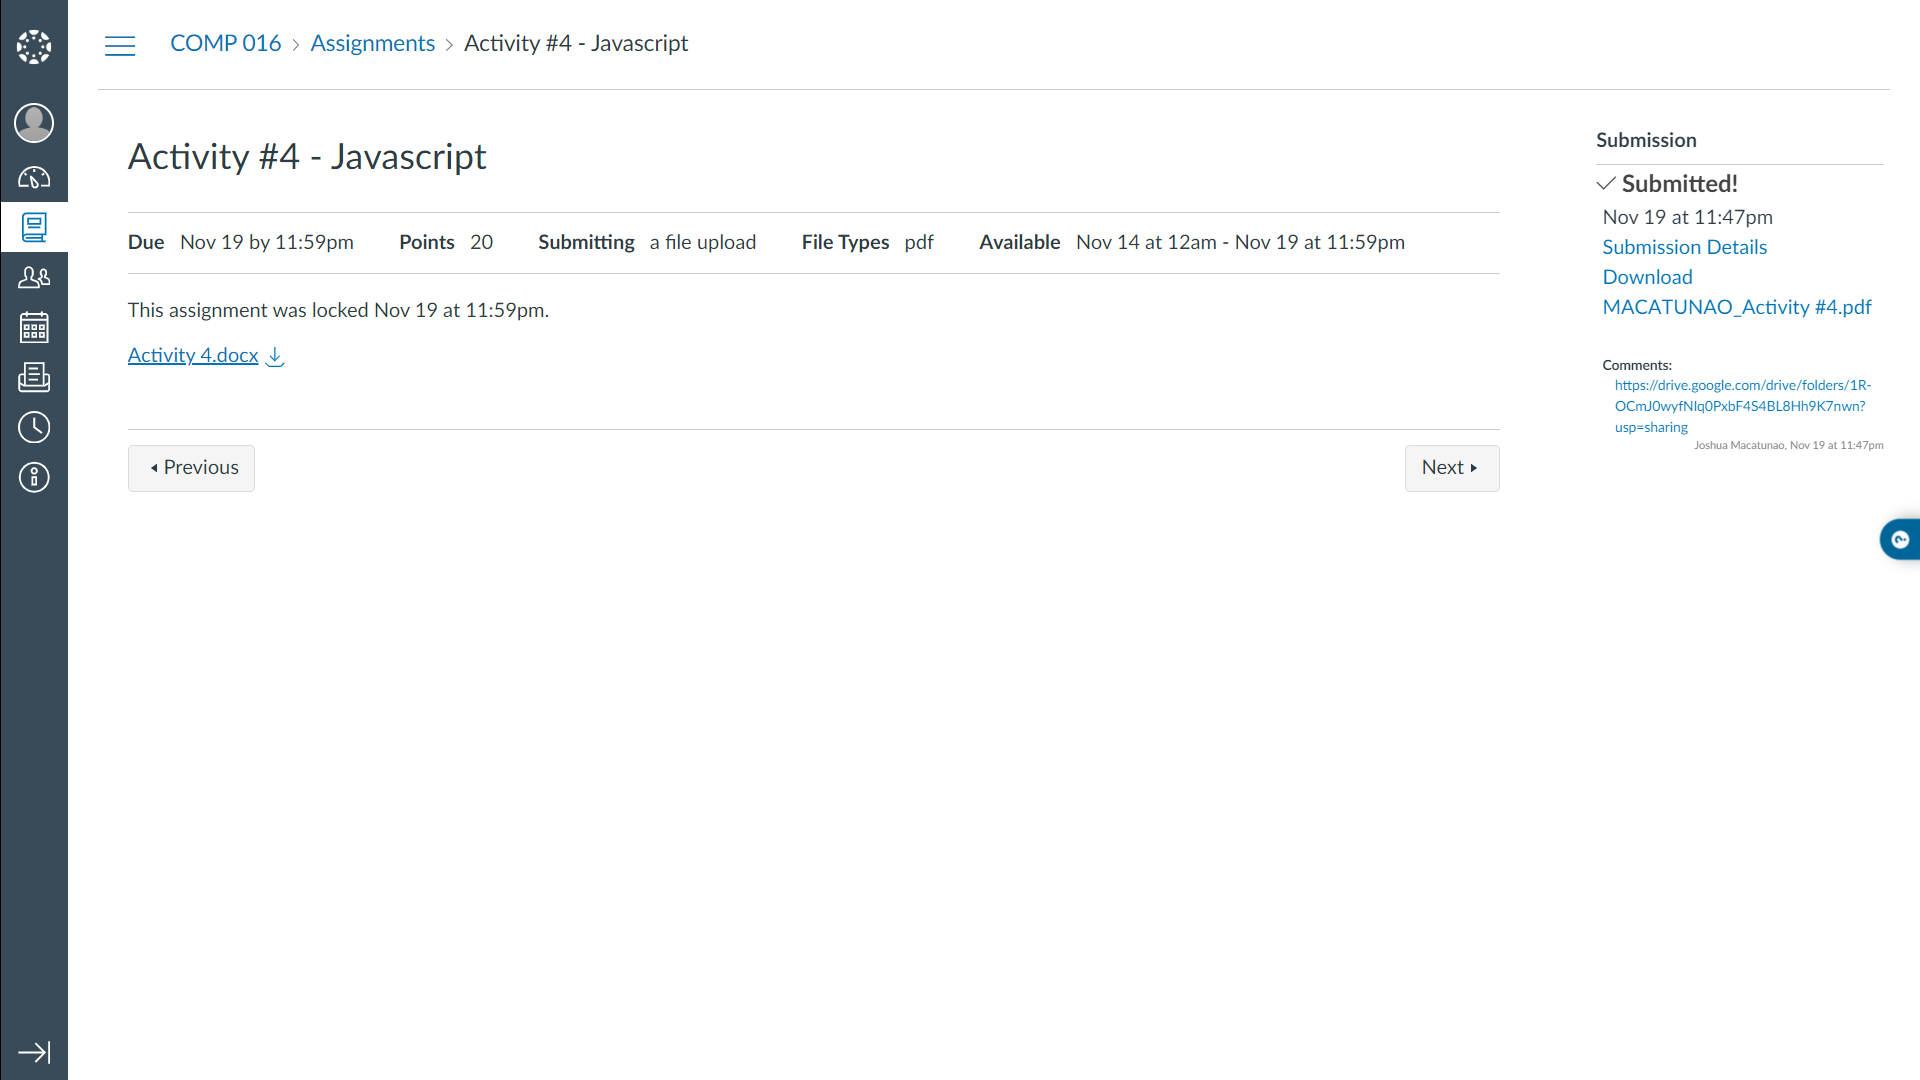 COMP 016 > Assignments > Activity #4 - Javascript
Activity #4 - Javascript
Due Nov 19 by 11:59pm Points 20 Submitting a file upload File Types pdf Available Nov 14 at 12am - Nov 19 at 11:59pm
This assignment was locked Nov 19 at 11:59pm.
Activity 4.docx
Previous
Next
Submission
Submitted!
Nov 19 at 11:47pm
Submission Details
Download
MACATUNAO_Activity #4.pdf
Comments:
https://drive.google.com/drive/folders/1R-
OCmJ0wyfNIq0PxbF4S4BL8Hh9K7nwn?
usp=sharing
Joshua Macatunao, Nov 19 at 11:47pm